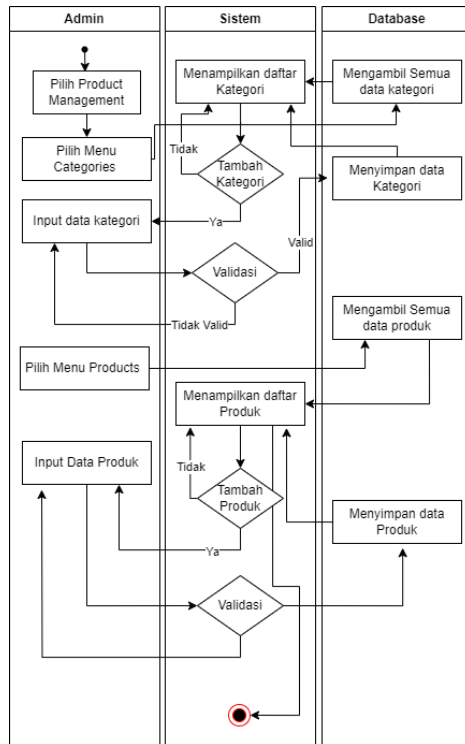 Admin
Sistem
Database
Pilih Product
Management
Menampilkan daftar
Kategori
Mengambil Semua
data kategori
Pilih Menu
Categories
Tidak
Tambah
Kategori
Menyimpan data
Kategori
Input data kategori
Ya
Validasi
Valid
Tidak Valid
Mengambil Semua
data produk
Pilih Menu Products
Menampilkan daftar
Produk
Input Data Produk
Tidak
Tambah
Produk
Menyimpan data
Produk
Ya
Validasi